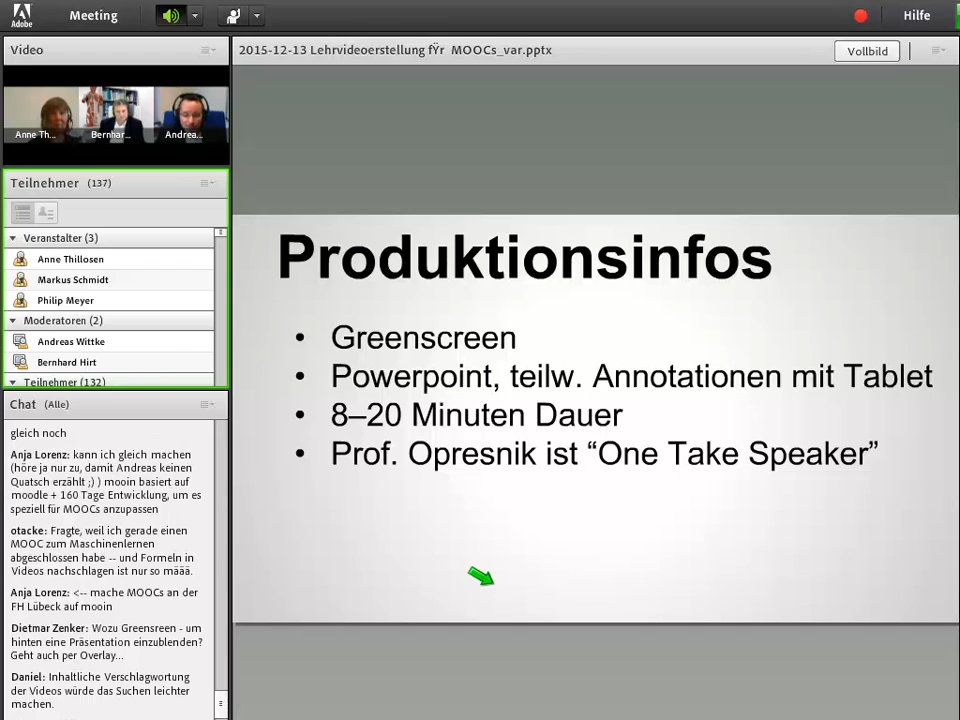 Adobe
Meeting
Hilfe
Video
Anne Th...
Bernhar...
Andrea...
Teilnehmer (137)
Veranstalter (3)
Anne Thillosen
Markus Schmidt
Philip Meyer
Moderatoren (2)
Andreas Wittke
Bernhard Hirt
Teilnehmer (132)
Chat (Alle)
gleich noch
Anja Lorenz: kann ich gleich machen
(höre ja nur zu, damit Andreas keinen
Quatsch erzählt ;) ) mooin basiert auf
moodle + 160 Tage Entwicklung, um es
speziell für MOOCs anzupassen
otacke: Fragte, weil ich gerade einen
MOOC zum Maschinenlernen
abgeschlossen habe -- und Formeln in
Videos nachschlagen ist nur so määä.
Anja Lorenz: <-- mache MOOCs an der
FH Lübeck auf mooin
Dietmar Zenker: Wozu Greensreen - um
hinten eine Präsentation einzublenden?
Geht auch per Overlay...
Daniel: Inhaltliche Verschlagwortung
der Videos würde das Suchen leichter
machen.
2015-12-13 Lehrvideoerstellung fŸr MOOCs_var.pptx
Vollbild
Produktionsinfos
• Greenscreen
• Powerpoint, teilw. Annotationen mit Tablet
• 8–20 Minuten Dauer
• Prof. Opresnik ist “One Take Speaker”